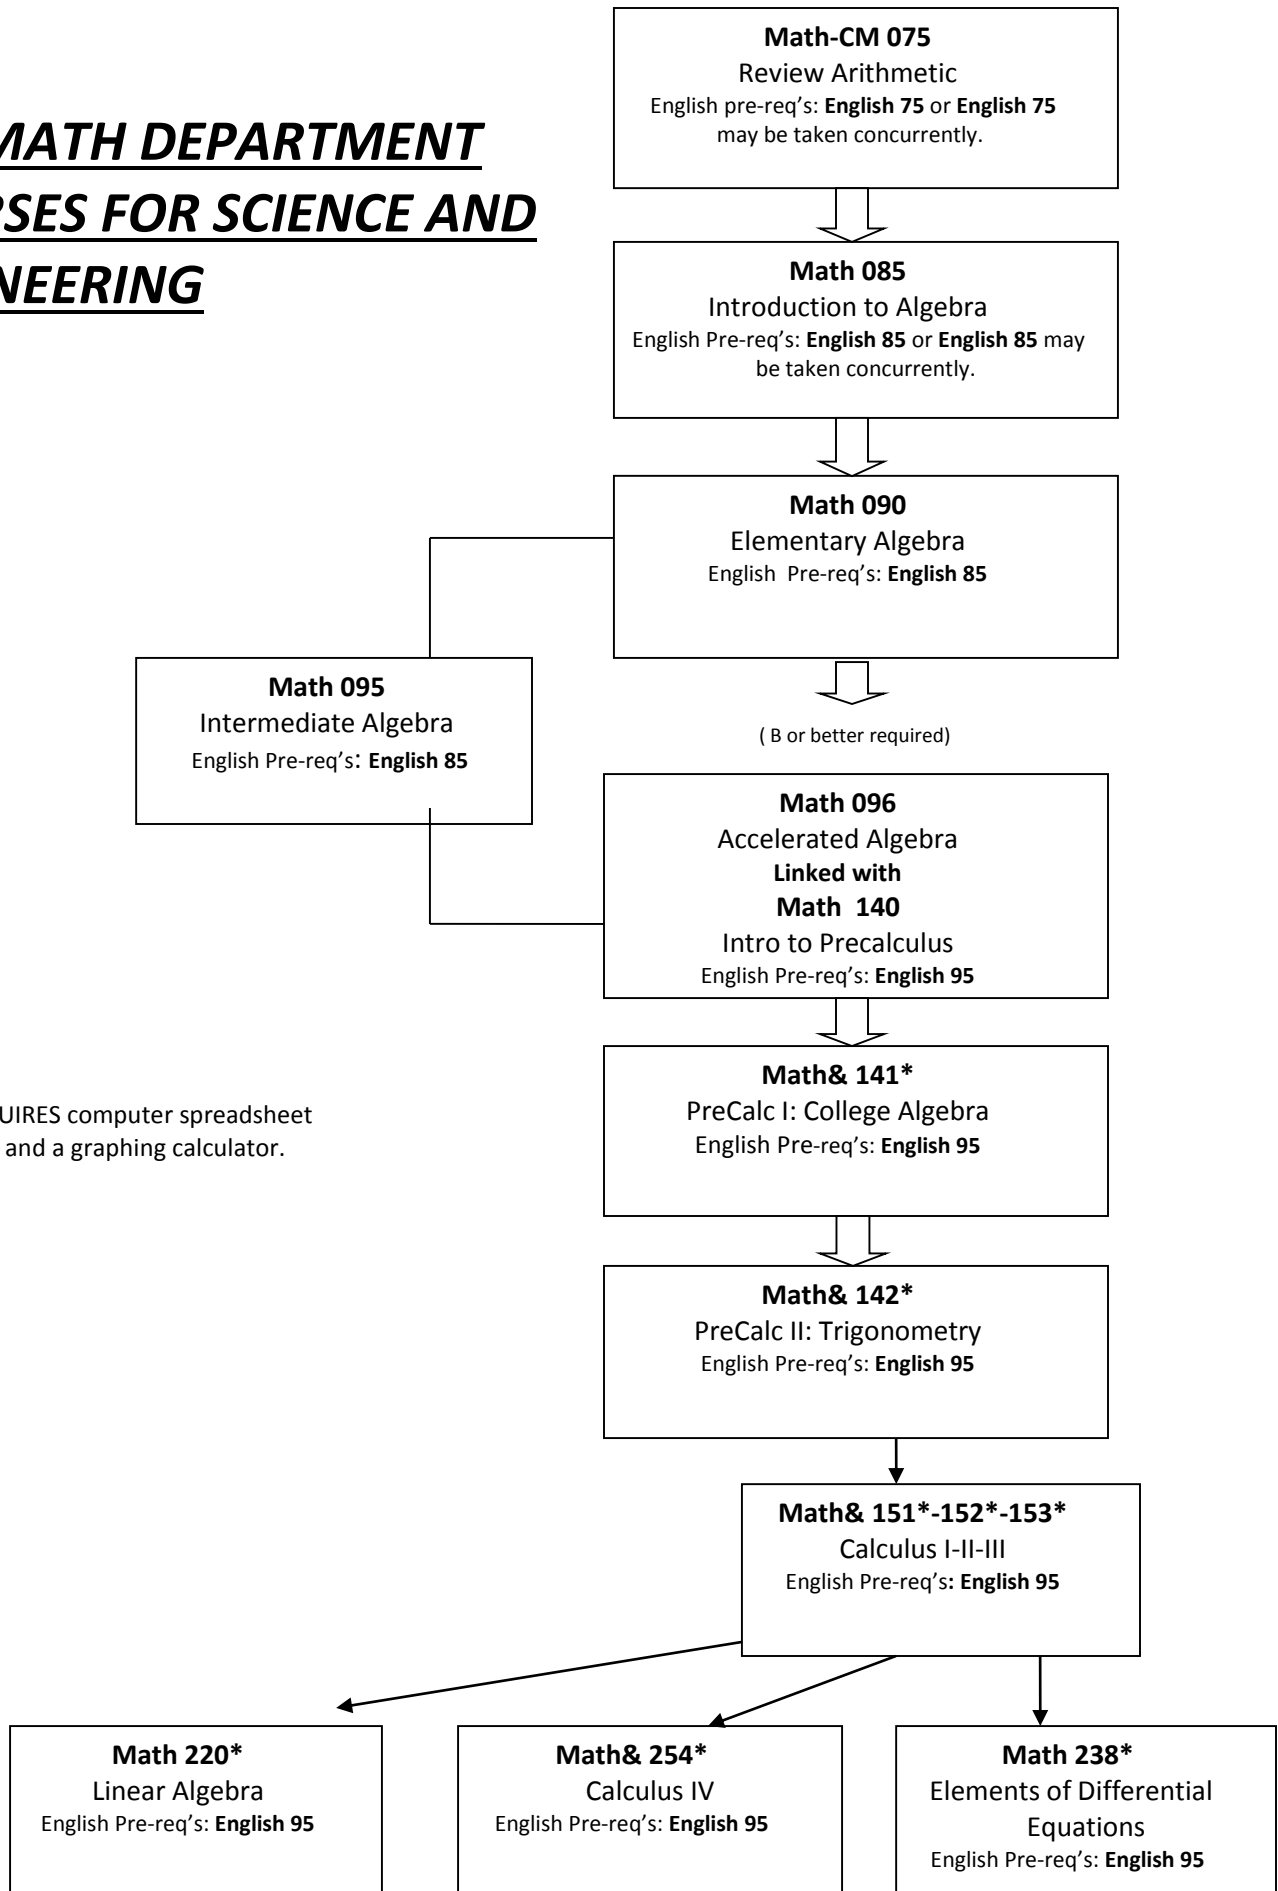 Math-CM 075
Review Arithmetic
English pre-req’s: English 75 or English 75
may be taken concurrently.
MATH DEPARTMENT
RSES FOR SCIENCE AND
NEERING
Math 085
Introduction to Algebra
English Pre-req’s: English 85 or English 85 may
be taken concurrently.
Math 090
Elementary Algebra
English Pre-req’s: English 85
Math 095
Intermediate Algebra
English Pre-req’s: English 85
( B or better required)
Math 096
Accelerated Algebra
Linked with
Math 140
Intro to Precalculus
English Pre-req’s: English 95
Math& 141*
PreCalc I: College Algebra
English Pre-req’s: English 95
UIRES computer spreadsheet
and a graphing calculator.
Math& 142*
PreCalc II: Trigonometry
English Pre-req’s: English 95
Math& 151*-152*-153*
Calculus I-II-III
English Pre-req’s: English 95
Math 220*
Linear Algebra
English Pre-req’s: English 95
Math& 254*
Calculus IV
English Pre-req’s: English 95
Math 238*
Elements of Differential
Equations
English Pre-req’s: English 95